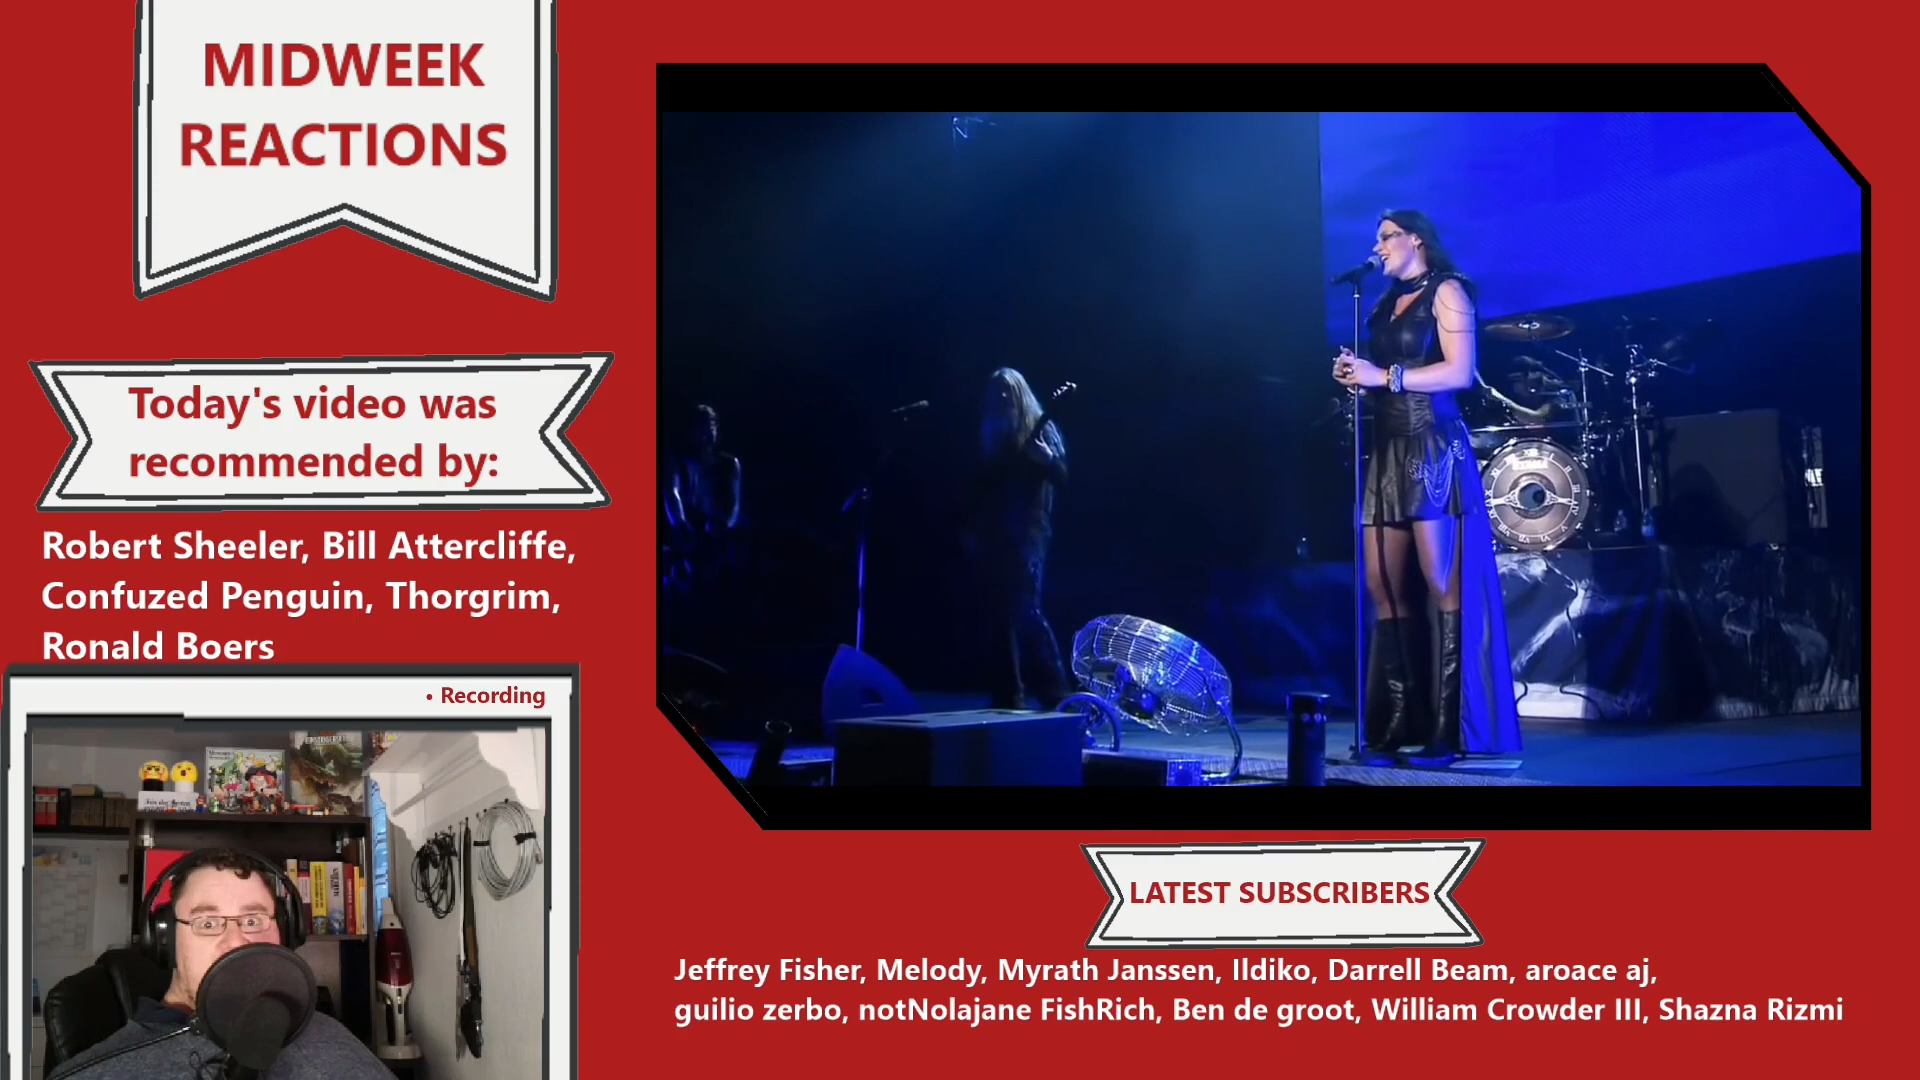 MIDWEEK
REACTIONS
Today's video was
recommended by:
Robert Sheeler, Bill Attercliffe,
Confuzed Penguin, Thorgrim,
Ronald Boers
• Recording
LATEST SUBSCRIBERS
Jeffrey Fisher, Melody, Myrath Janssen, Ildiko, Darrell Beam, aroace aj,
guilio zerbo, notNolajane FishRich, Ben de groot, William Crowder III, Shazna Rizmi